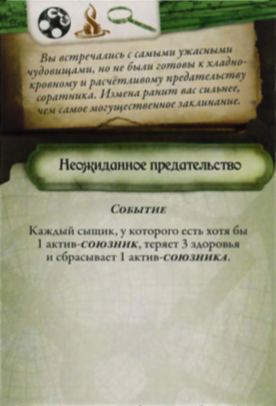 Вы встречались с самыми ужасными
чудовищами, но не были готовы к хладно-
кровному и расчётливому предательству
соратника. Измена ранит вас сильнее,
чем самое могущественное заклинание.
Неожиданное предательство
Событие
Каждый сыщик, у которого есть хотя бы
1 актив-союзник, теряет 3 здоровья
и сбрасывает 1 актив-союзника.